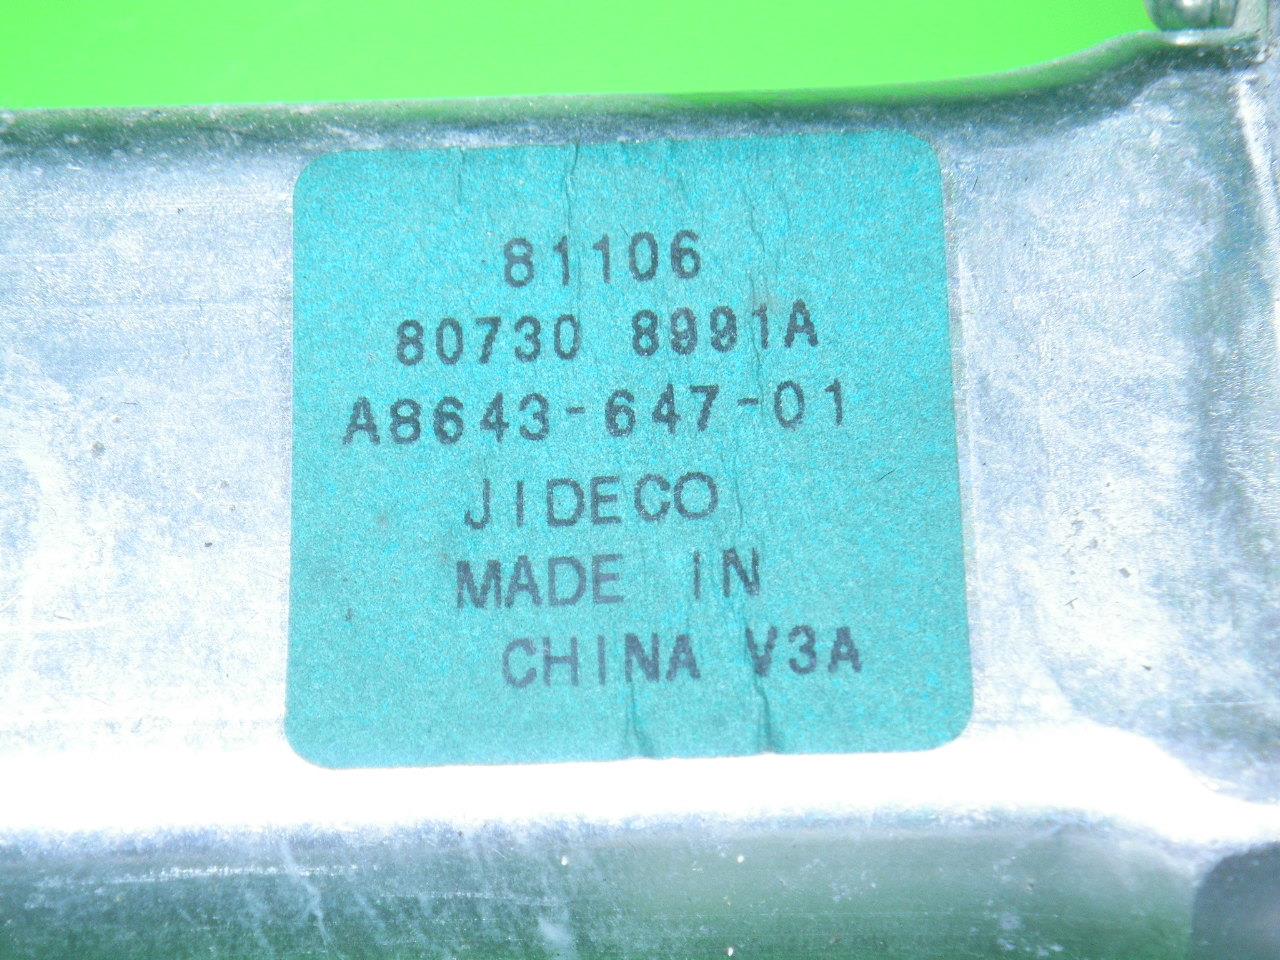 81106
80730 8991A
A8643-647-01
JIDECO
MADE IN
CHINA V3A